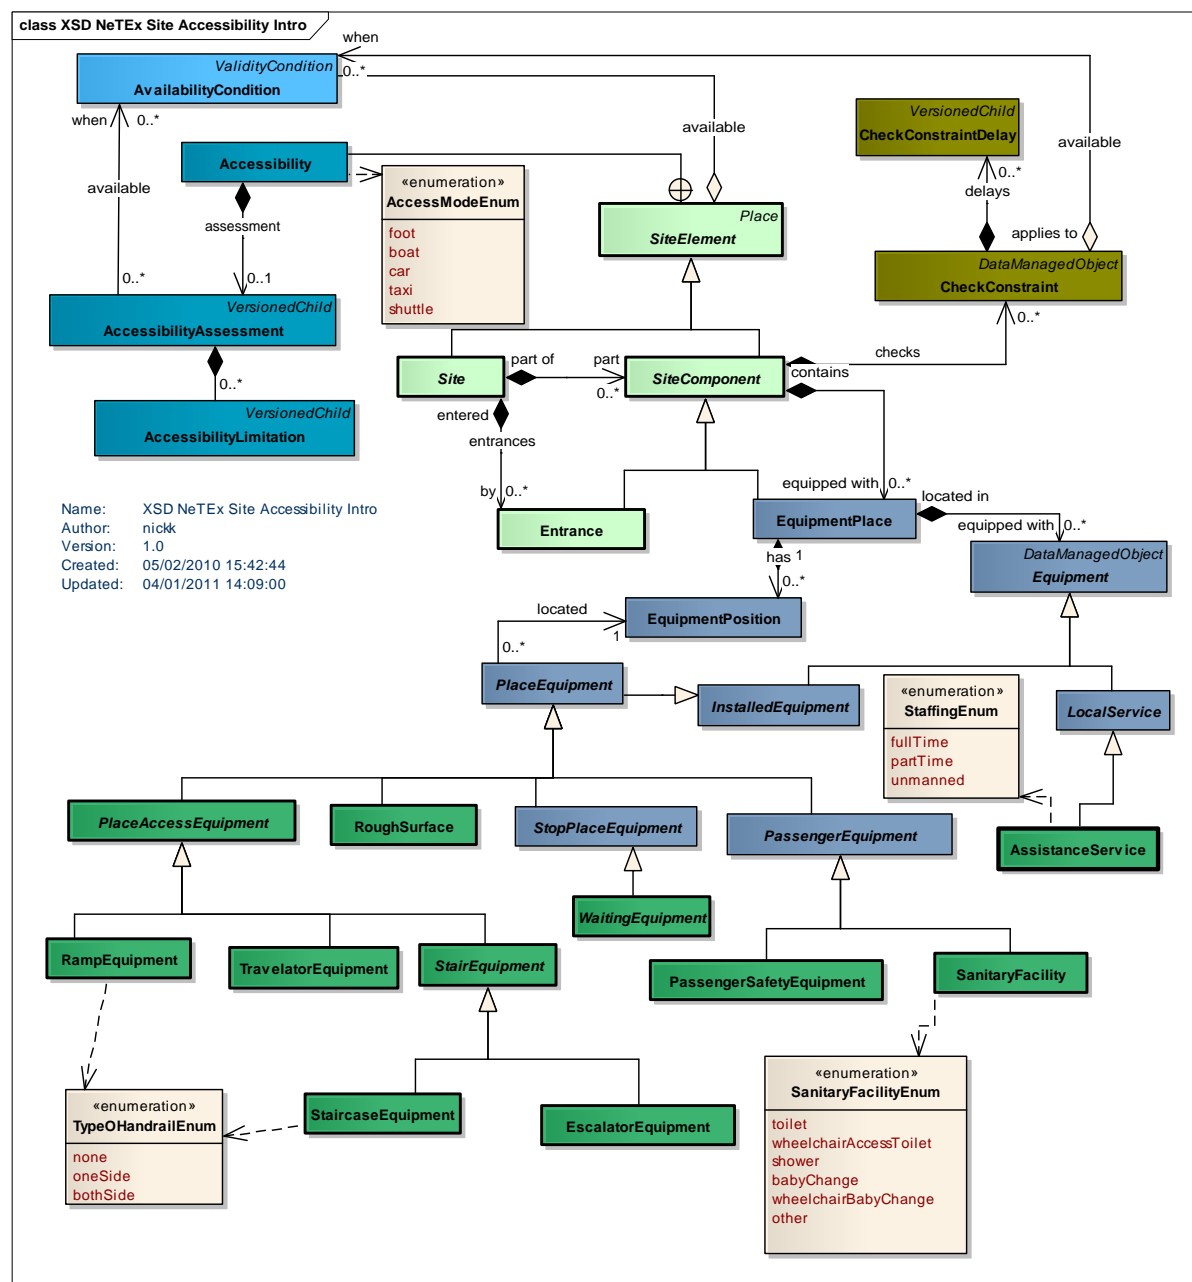 class XSD NeTEx Site Accessibility Intro
when
ValidityCondition
AvailabilityCondition
0..*
when
0..*
available
available
VersionedChild
CheckConstraintDelay
0..*
delays
available
applies to
Accessibility
assessment
0..1
0..*
«enumeration»
AccessModeEnum
foot
boat
car
taxi
shuttle
Place
SiteElement
DataManagedObject
CheckConstraint
0..*
VersionedChild
AccessibilityAssessment
0..*
VersionedChild
AccessibilityLimitation
Site
part of
part
0..*
SiteComponent
checks
contains
entered
entrances
by
0..*
equipped with
0..*
Entrance
EquipmentPlace
located in
equipped with
0..*
DataManagedObject
Equipment
Name: XSD NeTEx Site Accessibility Intro
Author: nickk
Version: 1.0
Created: 05/02/2010 15:42:44
Updated: 04/01/2011 14:09:00
has
1
0..*
located
0..*
1
EquipmentPosition
PlaceEquipment
InstalledEquipment
«enumeration»
StaffingEnum
fullTime
partTime
unmanned
LocalService
PlaceAccessEquipment
RoughSurface
StopPlaceEquipment
PassengerEquipment
AssistanceService
WaitingEquipment
RampEquipment
TravelatorEquipment
StairEquipment
PassengerSafetyEquipment
SanitaryFacility
«enumeration»
TypeOHandrailEnum
none
oneSide
bothSide
StaircaseEquipment
EscalatorEquipment
«enumeration»
SanitaryFacilityEnum
toilet
wheelchairAccessToilet
shower
babyChange
wheelchairBabyChange
other